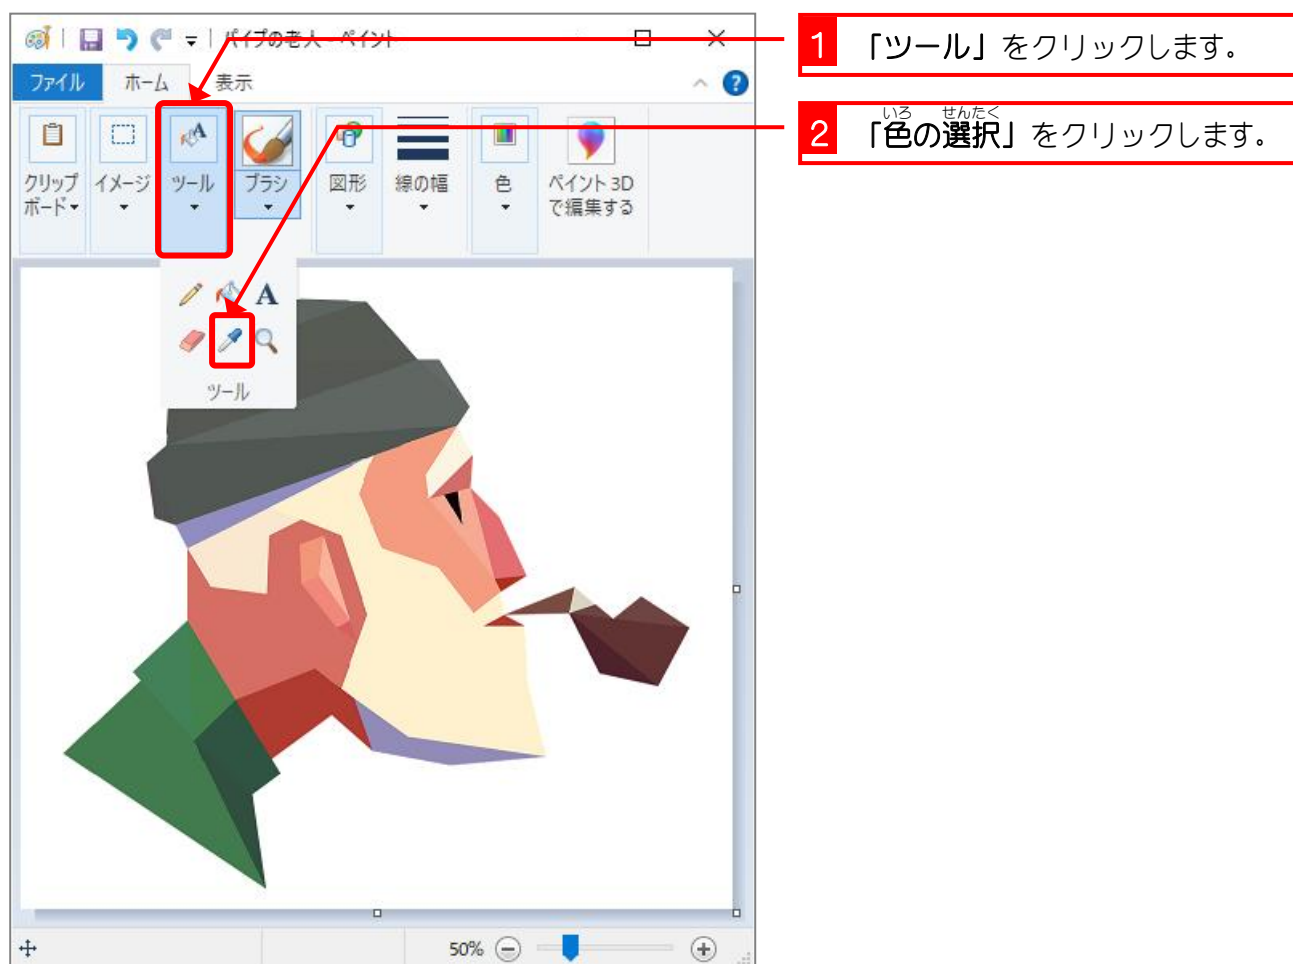 パイプの老人 - ペイント
ファイル ホーム 表示
クリップ
ボード
イメージ
ツール
ブラシ
図形
線の幅
色
ペイント 3D
で編集する
A
ツール
50%
1 「ツール」をクリックします。
いろ せんたく
2 「色の選択」をクリックします。